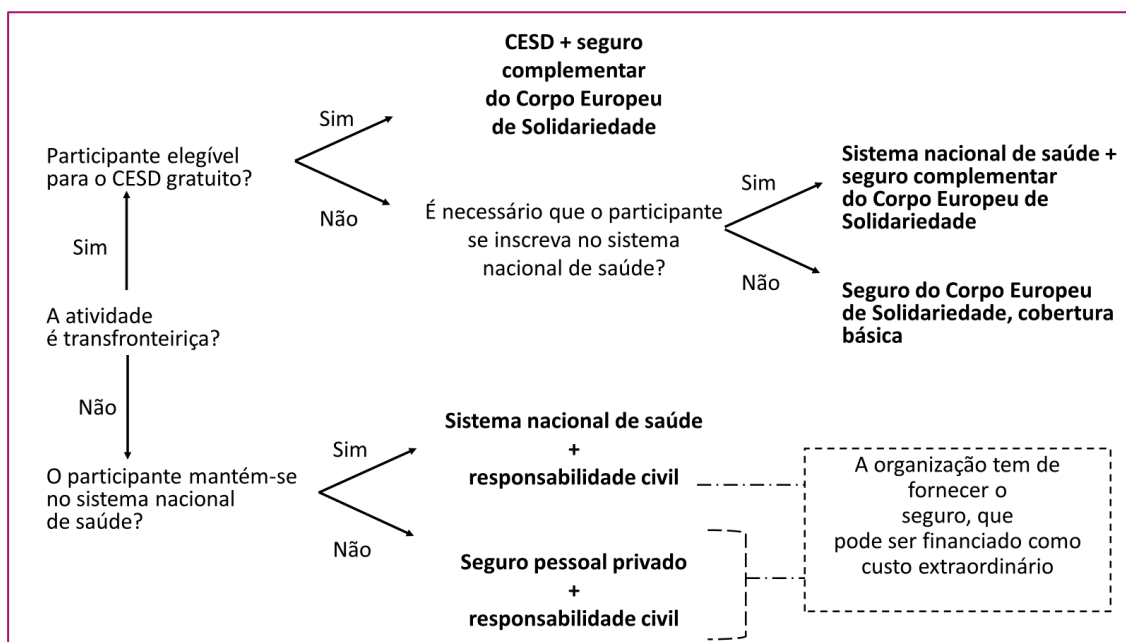 CESD + seguro
complementar
do Corpo Europeu
de Solidariedade
Sim
Participante elegível
para o CESD gratuito?
Não
É necessário que o participante
se inscreva no sistema
nacional de saúde?
Sim
Sistema nacional de saúde +
seguro complementar
do Corpo Europeu de
Solidariedade
Não
Seguro do Corpo Europeu
de Solidariedade, cobertura
básica
Sim
A atividade
é transfronteiriça?
Não
O participante mantém-se
no sistema nacional
de saúde?
Sim
Sistema nacional de saúde
+
responsabilidade civil
Não
Seguro pessoal privado
+
responsabilidade civil
A organização tem de
fornecer o
seguro, que
pode ser financiado como
custo extraordinário